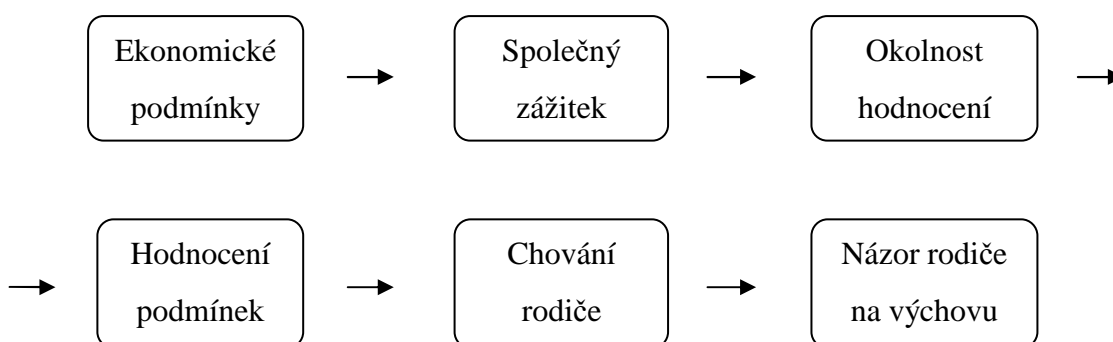 Ekonomické
podmínky
Společný
zážitek
Okolnost
hodnocení
Hodnocení
podmínek
Chování
rodiče
Názor rodiče
na výchovu